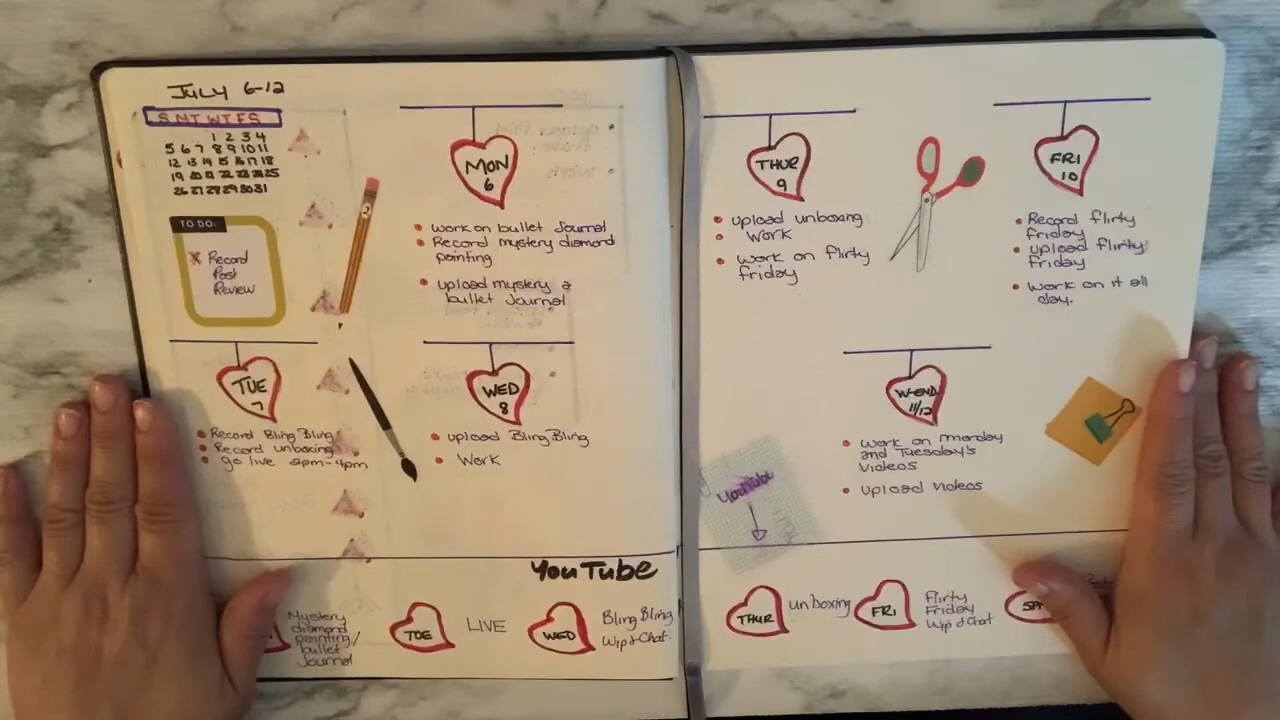 July 6-12
S M T W T F S
1 2 3 4
5 6 7 8 9 10 11
12 13 14 15 16 17 18
19 20 21 22 23 24 25
26 27 28 29 30 31
TO DO:
X Record
Post
Review
MON
6
• work on bullet Journal
• Record mystery diamond
painting
• upload mystery &
bullet Journal
TUE
7
• Record Bling Bling
• Record unboxing
• go live 2pm-4pm
WED
8
• upload Bling Bling
• Work
YouTube
Mystery
diamond
painting/
bullet
Journal
TUE
LIVE
WED
Bling Bling
Wip & Chat
THUR
9
• upload unboxing
• Work
• work on flirty
friday
FRI
10
• Record flirty
friday
• upload flirty
friday
• Work on it all
day.
W-END
11/12
• work on monday
and Tuesday's
videos
• upload videos
YouTube
THUR
unboxing
FRI
Flirty
Friday
Wip & Chat